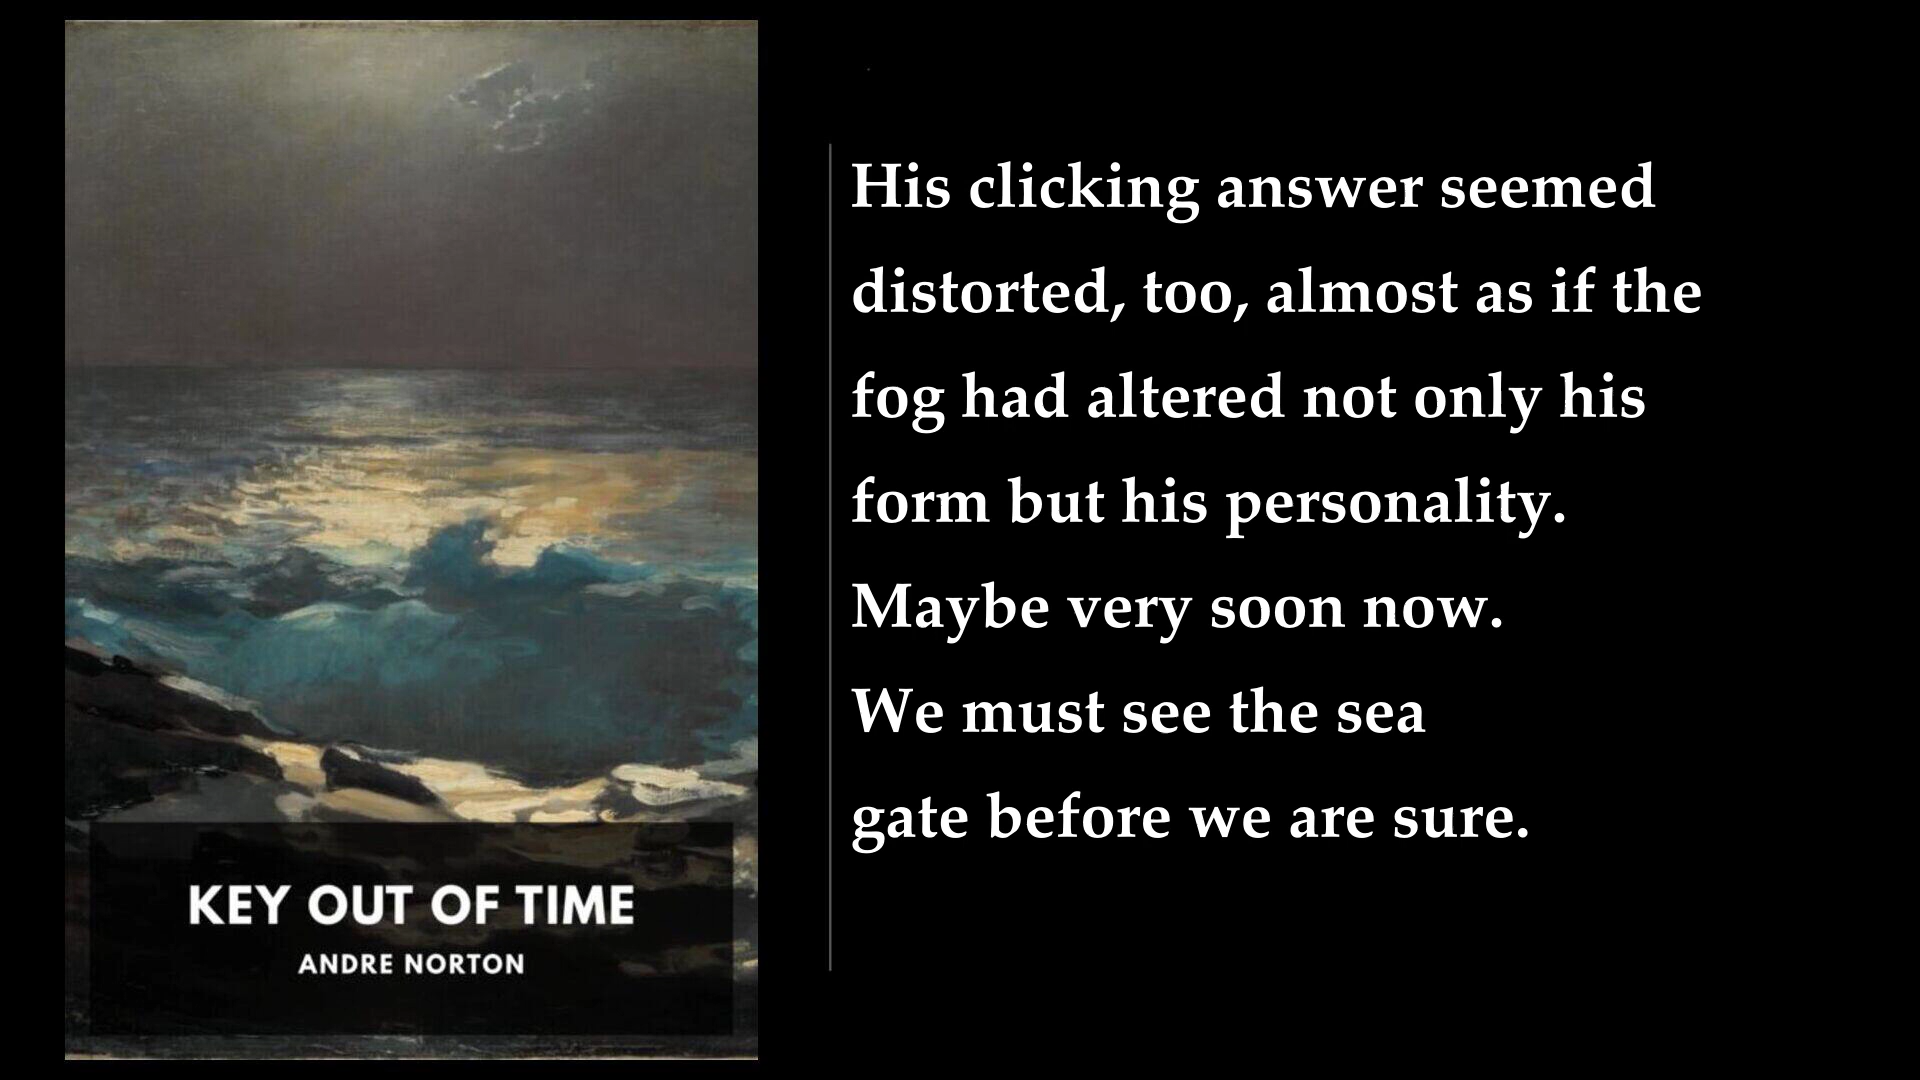 His clicking answer seemed
distorted, too, almost as if the
fog had altered not only his
form but his personality.
Maybe very soon now.
We must see the sea
gate before we are sure.
KEY OUT OF TIME
ANDRE NORTON